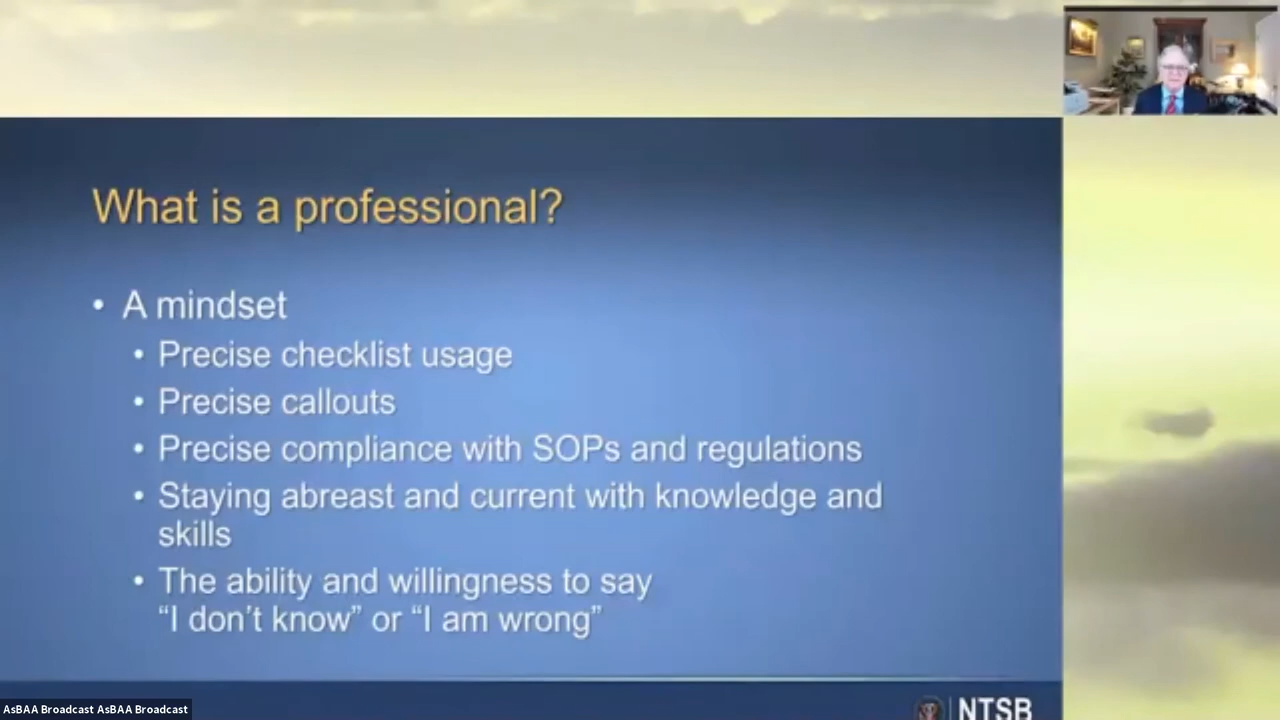 What is a professional?
• A mindset
• Precise checklist usage
• Precise callouts
• Precise compliance with SOPs and regulations
• Staying abreast and current with knowledge and
skills
• The ability and willingness to say
“I don’t know” or “I am wrong”
NTSB
AsBAA Broadcast AsBAA Broadcast